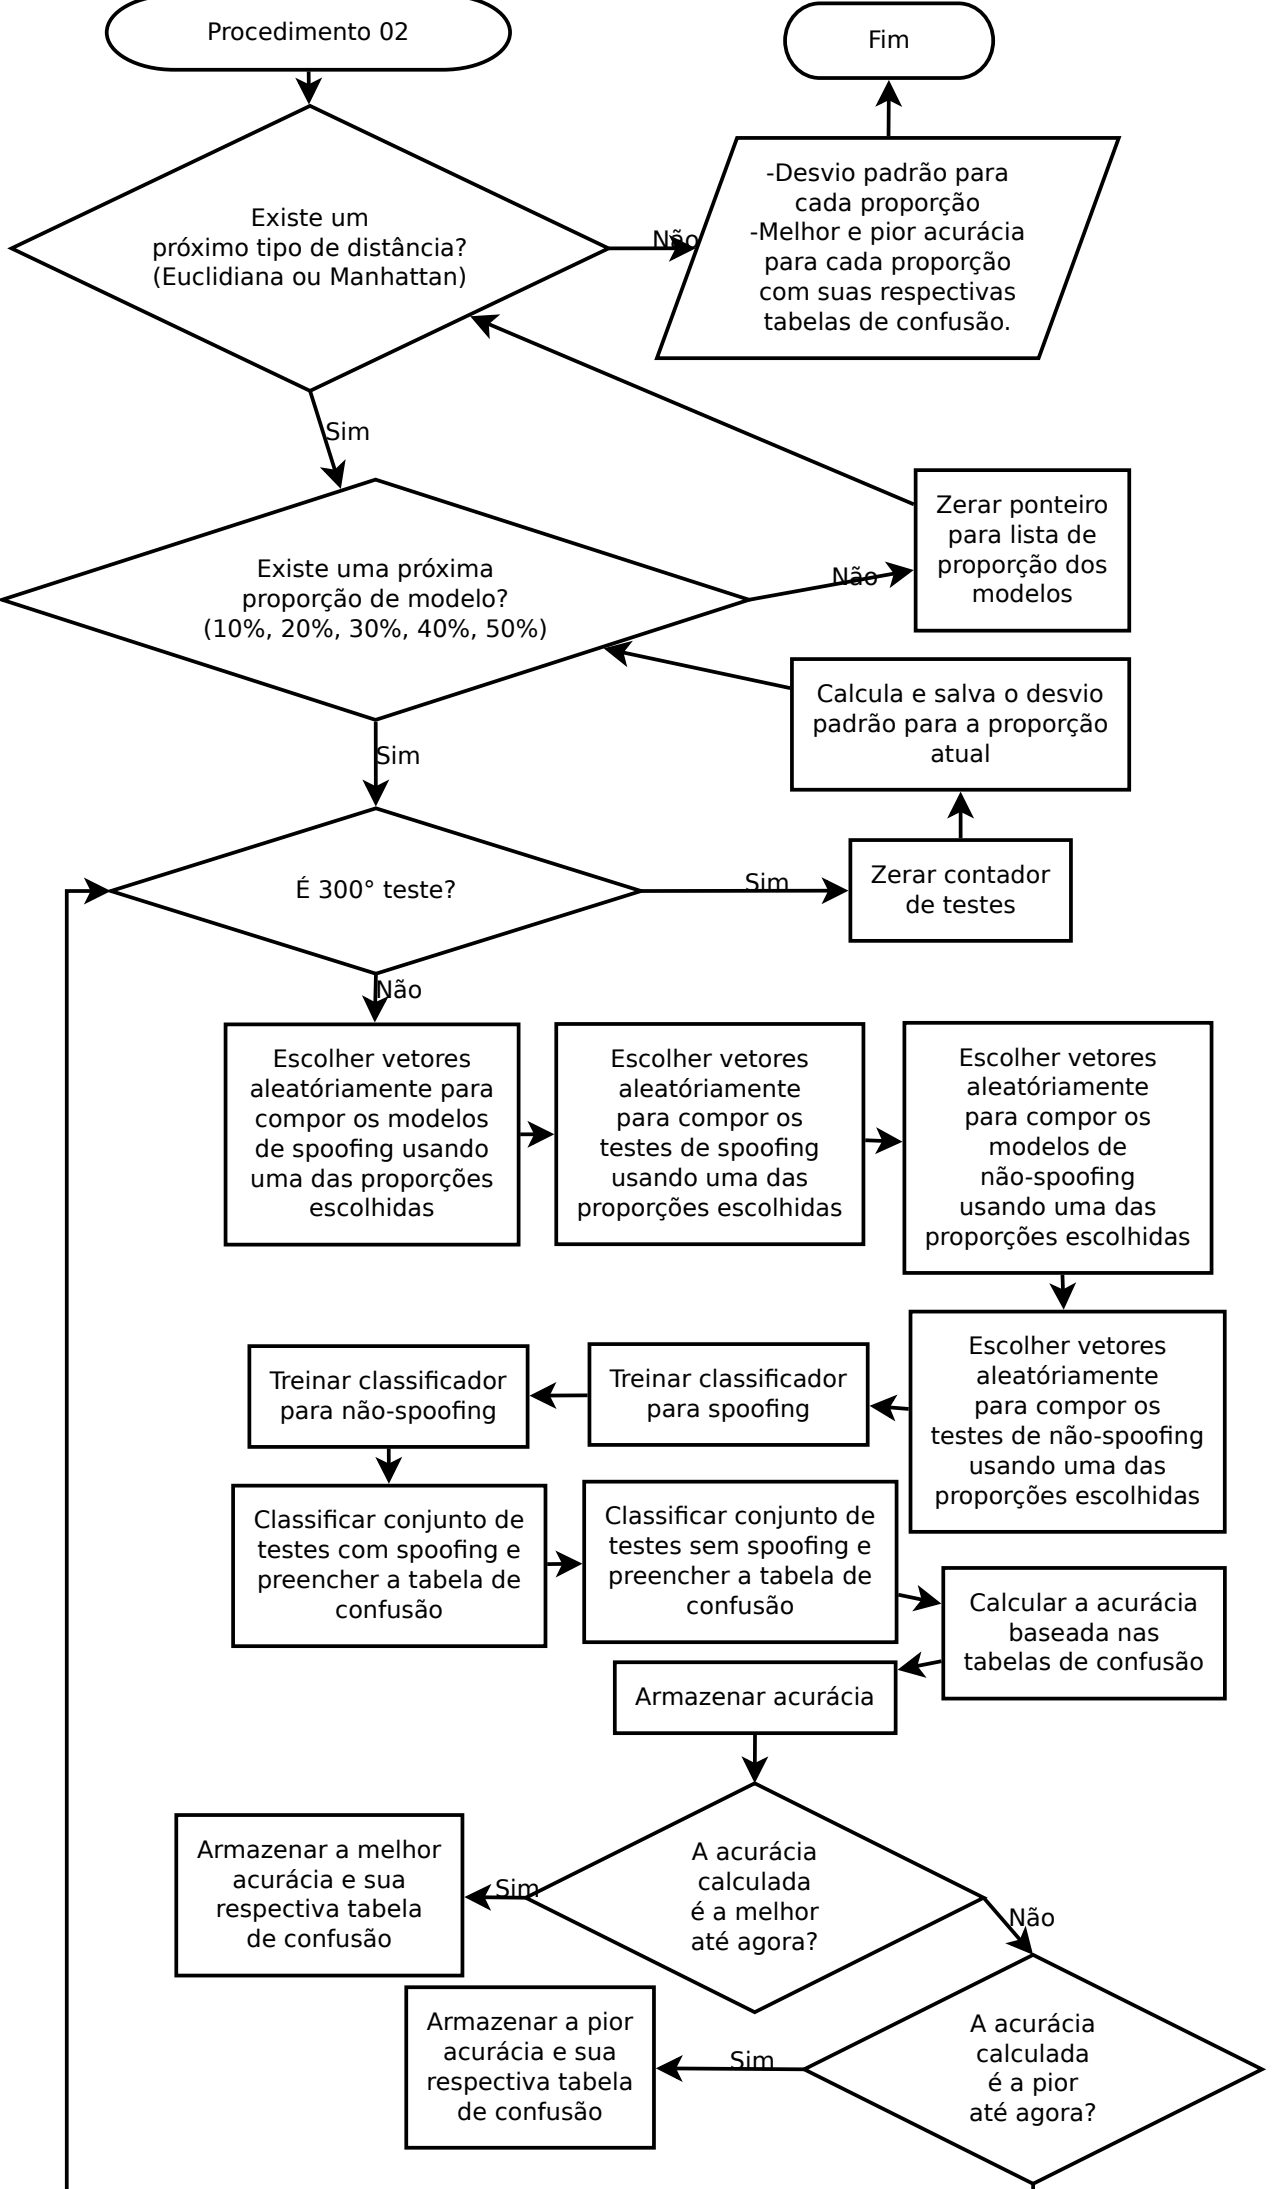 Procedimento 02
Fim
Existe um
próximo tipo de distância?
(Euclidiana ou Manhattan)
Não
-Desvio padrão para
cada proporção
-Melhor e pior acurácia
para cada proporção
com suas respectivas
tabelas de confusão.
Sim
Existe uma próxima
proporção de modelo?
(10%, 20%, 30%, 40%, 50%)
Não
Zerar ponteiro
para lista de
proporção dos
modelos
Calcula e salva o desvio
padrão para a proporção
atual
Sim
É 300° teste?
Sim
Zerar contador
de testes
Não
Escolher vetores
aleatóriamente para
compor os modelos
de spoofing usando
uma das proporções
escolhidas
Escolher vetores
aleatóriamente
para compor os
testes de spoofing
usando uma das
proporções escolhidas
Escolher vetores
aleatóriamente
para compor os
modelos de
não-spoofing
usando uma das
proporções escolhidas
Escolher vetores
aleatóriamente
para compor os
testes de não-spoofing
usando uma das
proporções escolhidas
Treinar classificador
para spoofing
Treinar classificador
para não-spoofing
Classificar conjunto de
testes com spoofing e
preencher a tabela de
confusão
Classificar conjunto de
testes sem spoofing e
preencher a tabela de
confusão
Calcular a acurácia
baseada nas
tabelas de confusão
Armazenar acurácia
A acurácia
calculada
é a melhor
até agora?
Sim
Armazenar a melhor
acurácia e sua
respectiva tabela
de confusão
Não
A acurácia
calculada
é a pior
até agora?
Sim
Armazenar a pior
acurácia e sua
respectiva tabela
de confusão